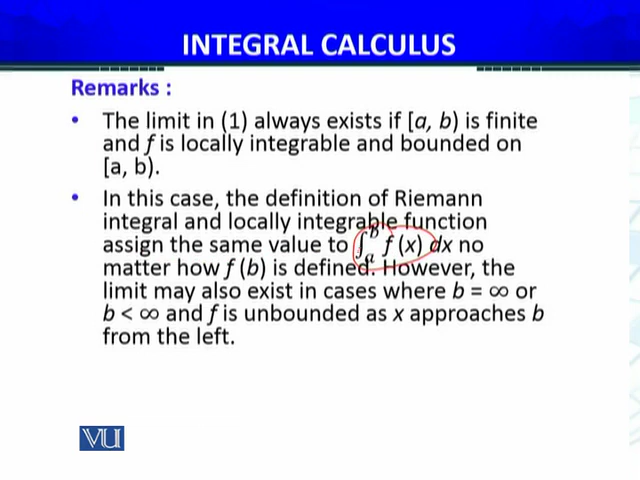 INTEGRAL CALCULUS
Remarks :
• The limit in (1) always exists if [a, b) is finite
and f is locally integrable and bounded on
[a, b).
• In this case, the definition of Riemann
integral and locally integrable function
assign the same value to ∫ₐᵇ f (x) dx no
matter how f (b) is defined. However, the
limit may also exist in cases where b = ∞ or
b < ∞ and f is unbounded as x approaches b
from the left.
VU